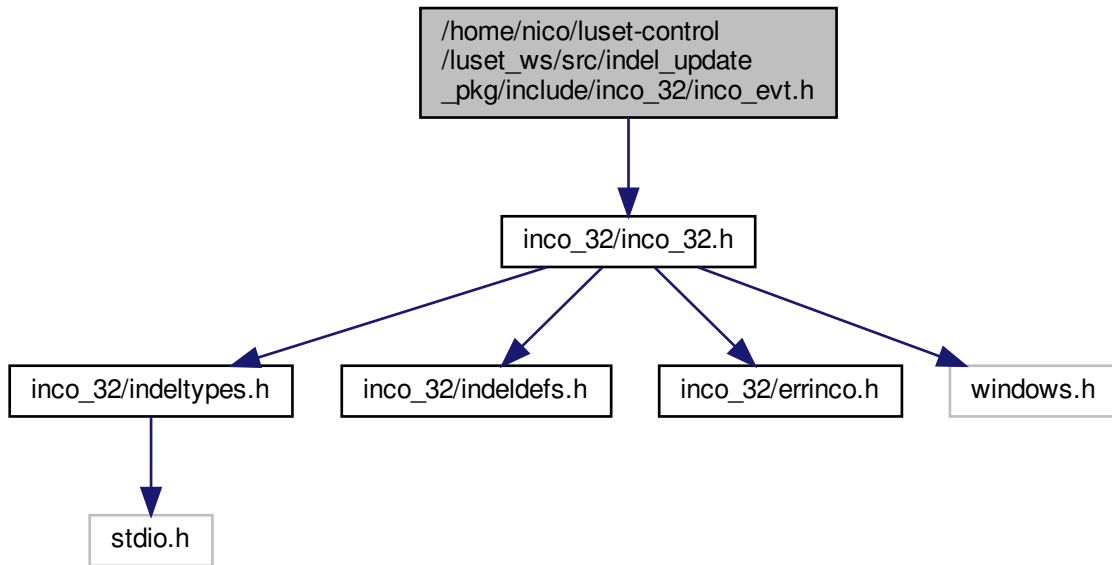 /home/nico/luset-control
/luset_ws/src/indel_update
_pkg/include/inco_32/inco_evt.h
inco_32/inco_32.h
inco_32/indeltypes.h
inco_32/indeldefs.h
inco_32/errinco.h
windows.h
stdio.h